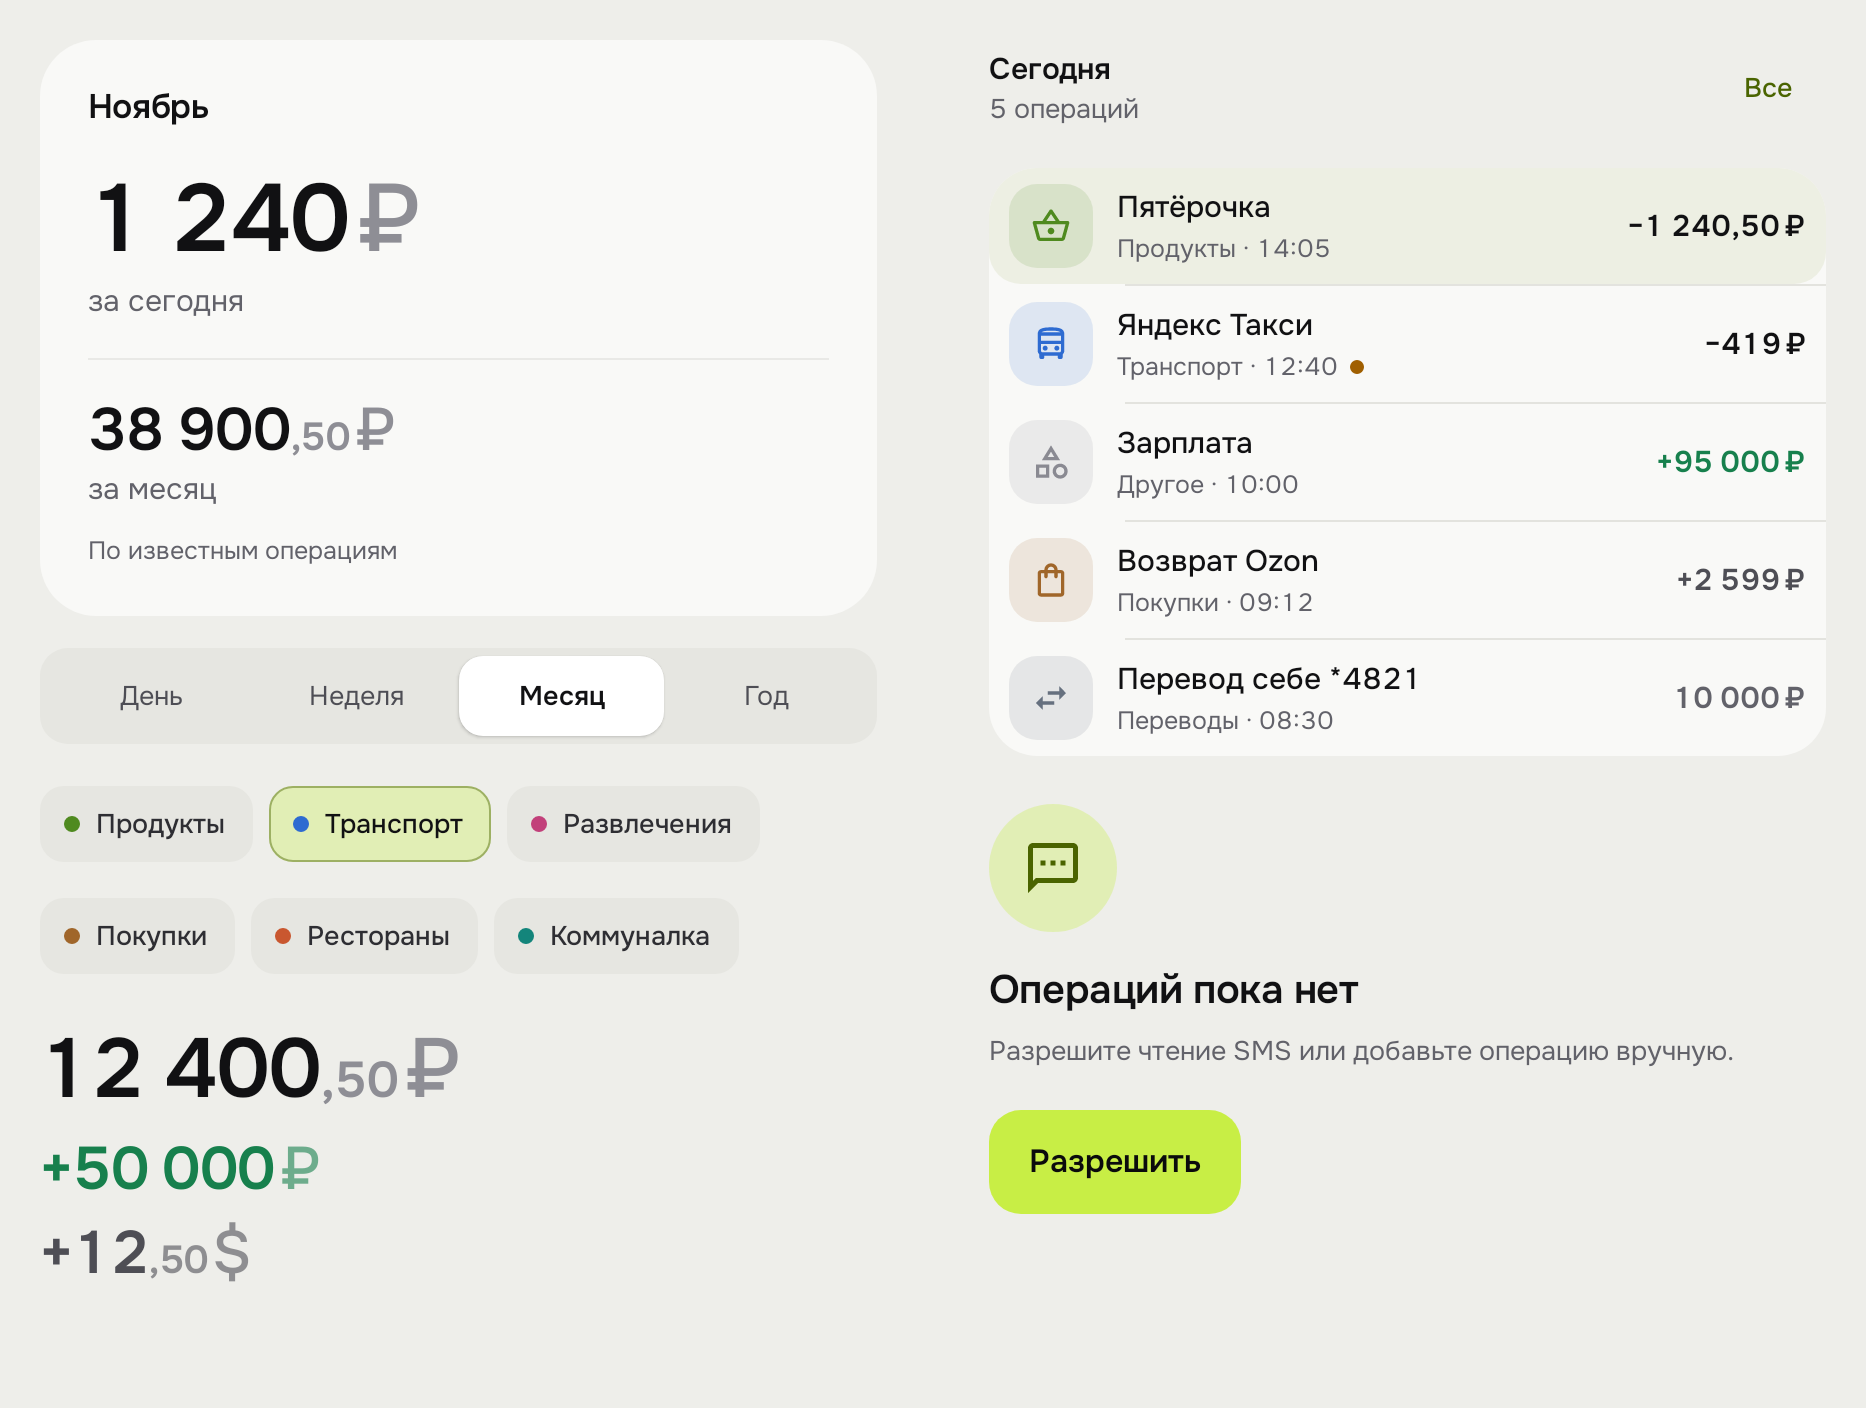 Ноябрь
1 240 ₽
за сегодня
38 900,50 ₽
за месяц
По известным операциям
День Неделя Месяц Год
Продукты Транспорт Развлечения
Покупки Рестораны Коммуналка
12 400,50 ₽
+50 000 ₽
+12,50 $
Сегодня
5 операций
Все
Пятёрочка
Продукты · 14:05
−1 240,50 ₽
Яндекс Такси
Транспорт · 12:40
−419 ₽
Зарплата
Другое · 10:00
+95 000 ₽
Возврат Ozon
Покупки · 09:12
+2 599 ₽
Перевод себе *4821
Переводы · 08:30
10 000 ₽
Операций пока нет
Разрешите чтение SMS или добавьте операцию вручную.
Разрешить